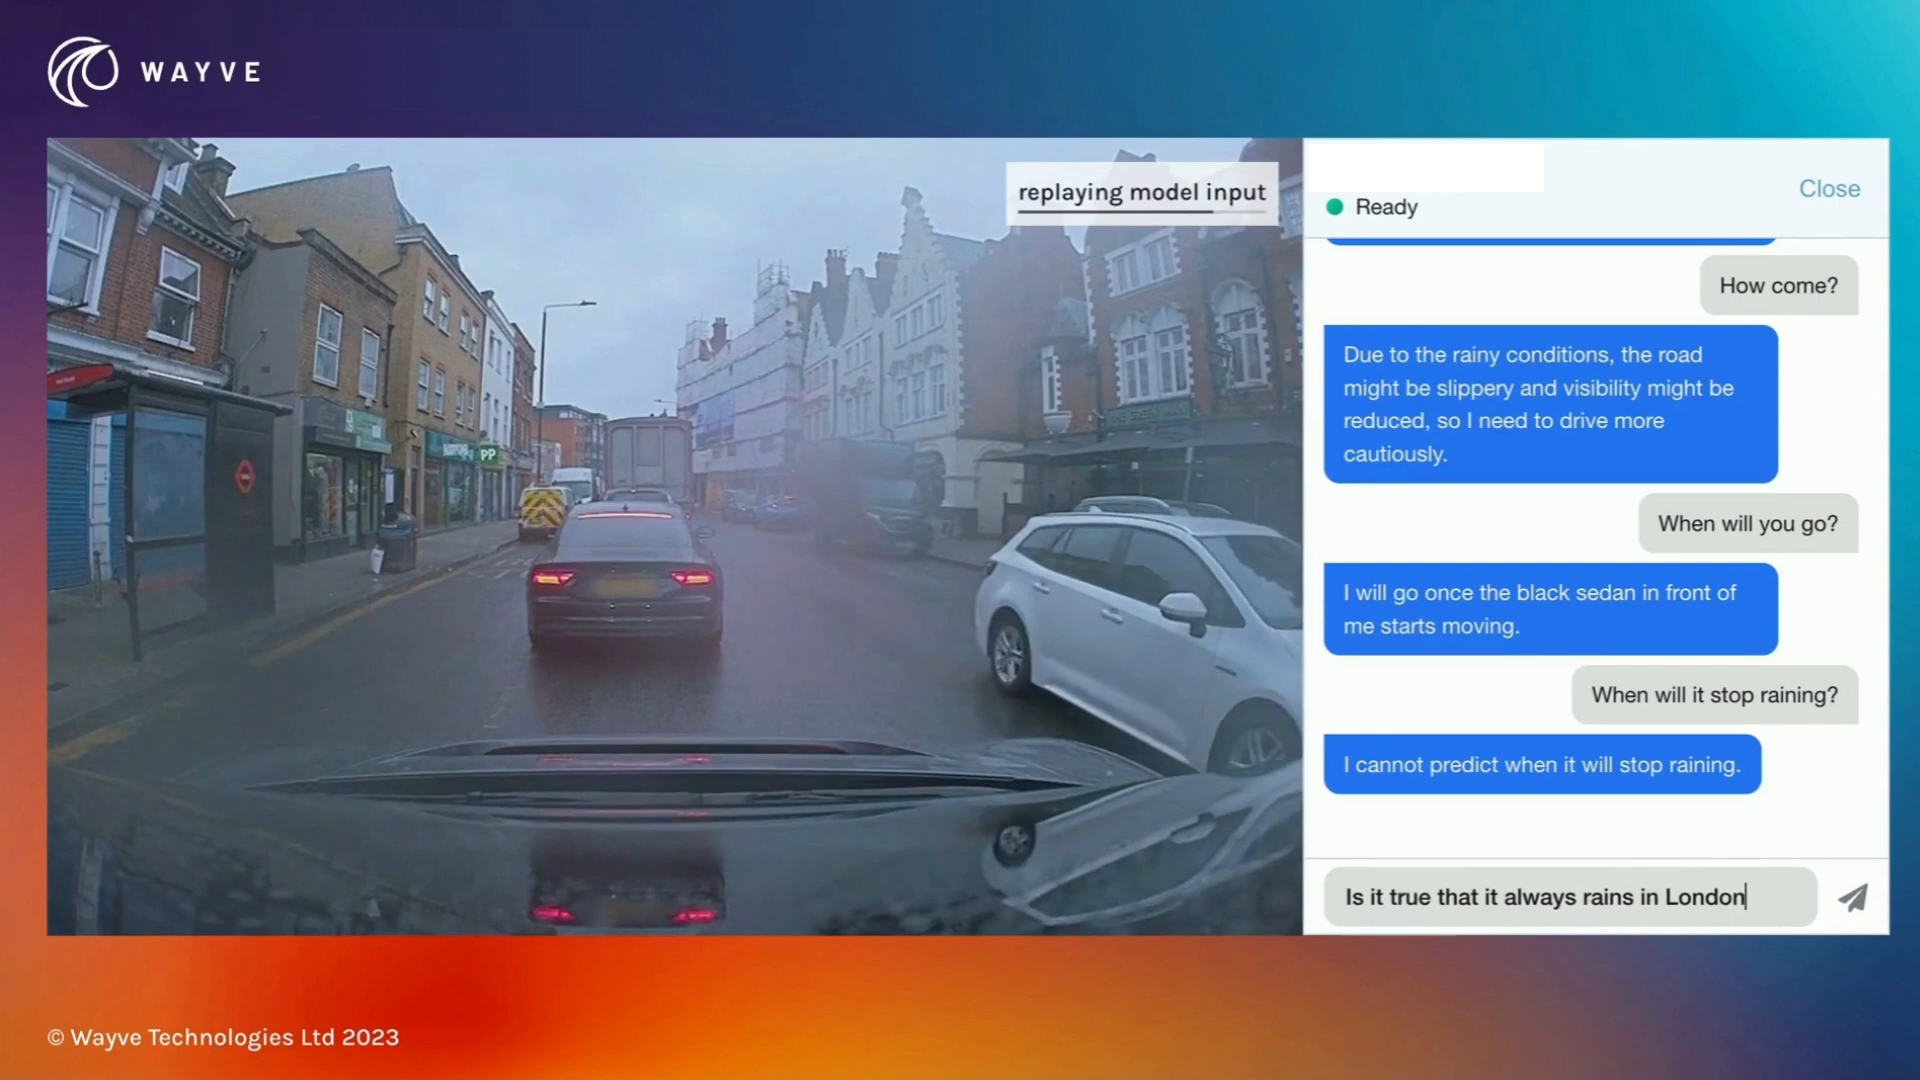 WAYVE
replaying model input
Ready
Close
How come?
Due to the rainy conditions, the road
might be slippery and visibility might be
reduced, so I need to drive more
cautiously.
When will you go?
I will go once the black sedan in front of
me starts moving.
When will it stop raining?
I cannot predict when it will stop raining.
Is it true that it always rains in London
PP
© Wayve Technologies Ltd 2023